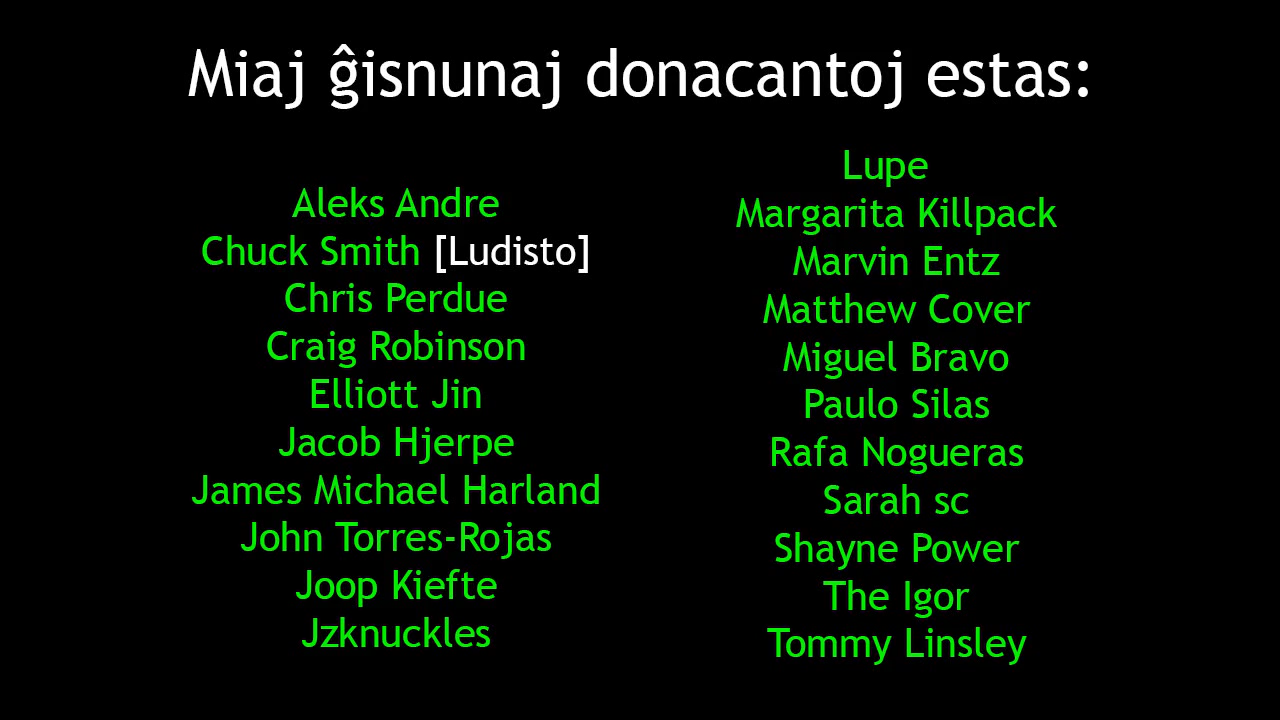 Miaj ĝisnunaj donacantoj estas:
Aleks Andre
Chuck Smith [Ludisto]
Chris Perdue
Craig Robinson
Elliott Jin
Jacob Hjerpe
James Michael Harland
John Torres-Rojas
Joop Kiefte
Jzknuckles
Lupe
Margarita Killpack
Marvin Entz
Matthew Cover
Miguel Bravo
Paulo Silas
Rafa Nogueras
Sarah sc
Shayne Power
The Igor
Tommy Linsley